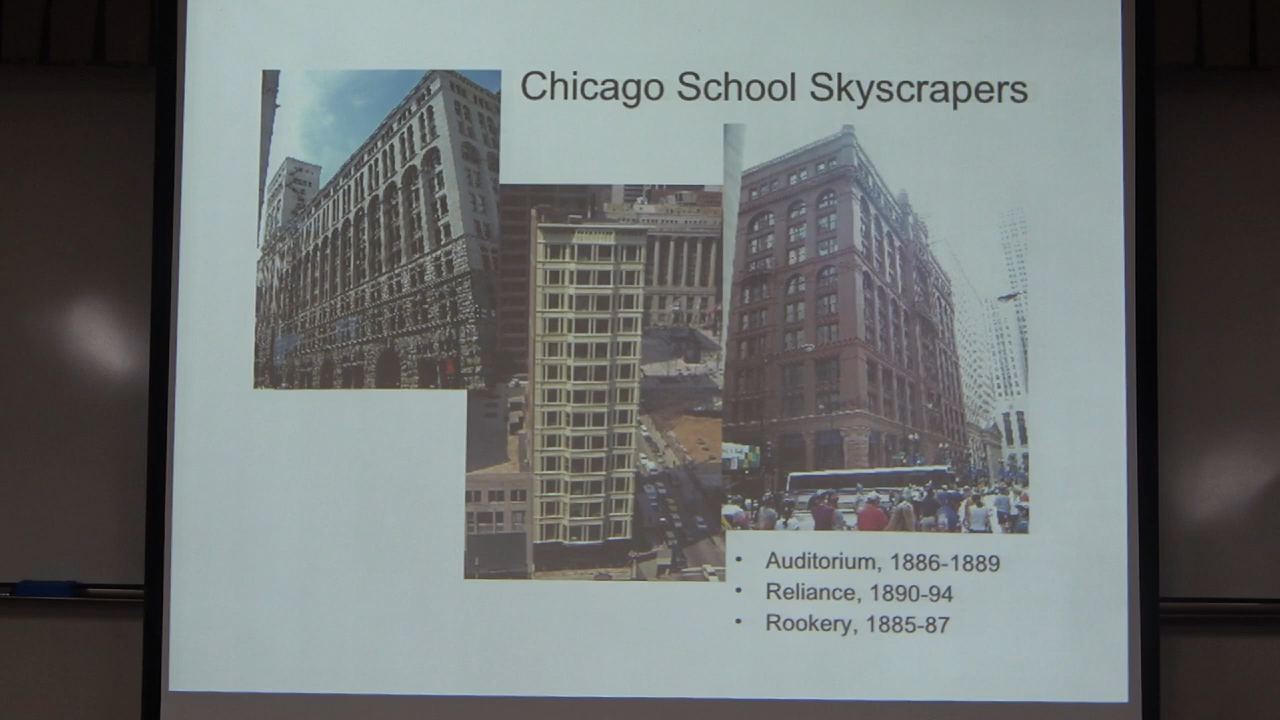 Chicago School Skyscrapers
• Auditorium, 1886-1889
• Reliance, 1890-94
• Rookery, 1885-87